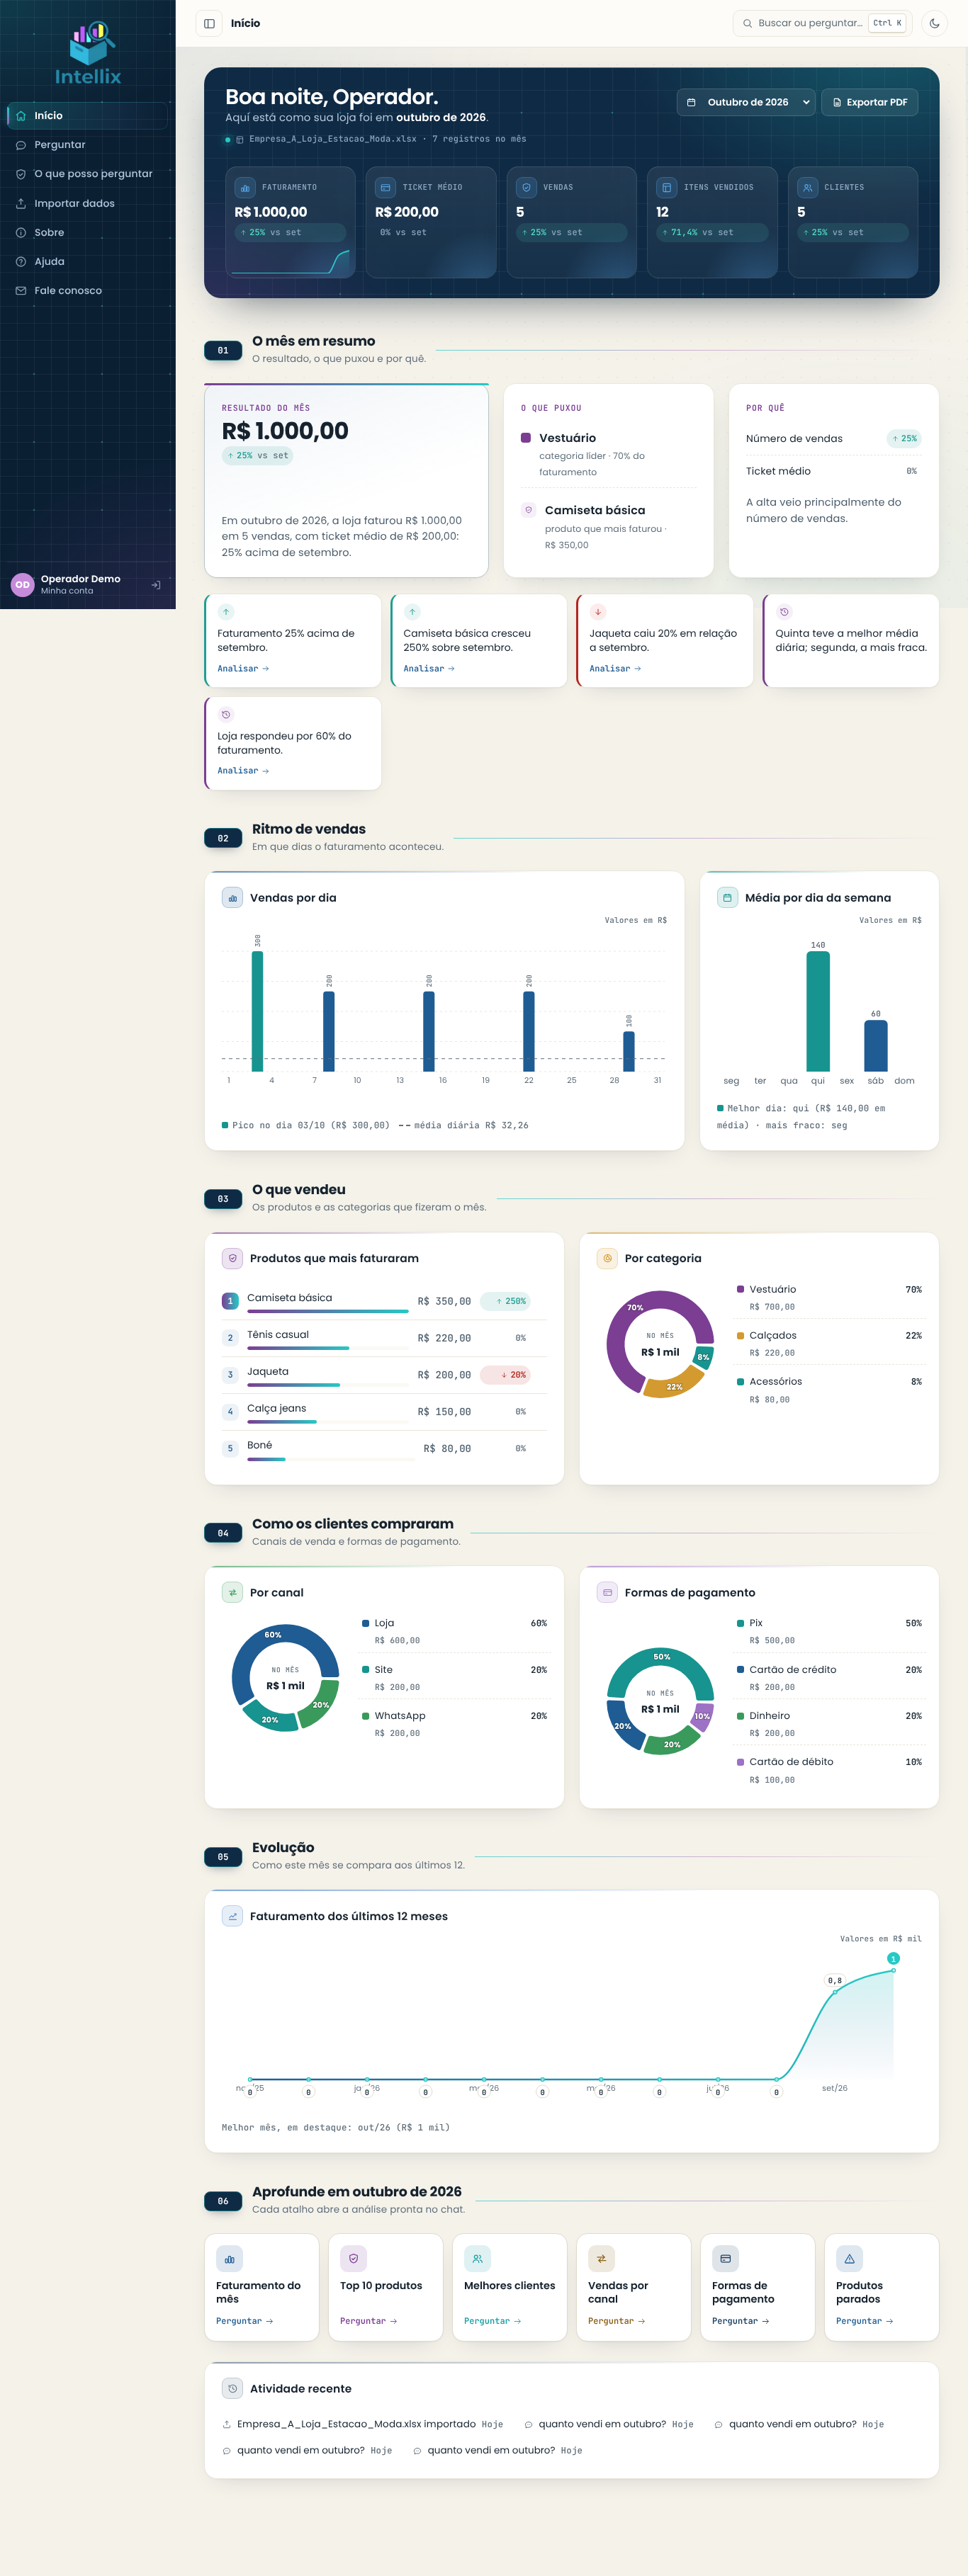 Intellix
Início
Perguntar
O que posso perguntar
Importar dados
Sobre
Ajuda
Fale conosco
OD
Operador Demo
Minha conta
Início
Buscar ou perguntar…
Ctrl K
Boa noite, Operador.
Aqui está como sua loja foi em outubro de 2026.
Empresa_A_Loja_Estacao_Moda.xlsx · 7 registros no mês
Outubro de 2026
Exportar PDF
FATURAMENTO
R$ 1.000,00
↑ 25% vs set
TICKET MÉDIO
R$ 200,00
0% vs set
VENDAS
5
↑ 25% vs set
ITENS VENDIDOS
12
↑ 71,4% vs set
CLIENTES
5
↑ 25% vs set
01
O mês em resumo
O resultado, o que puxou e por quê.
RESULTADO DO MÊS
R$ 1.000,00
↑ 25% vs set
Em outubro de 2026, a loja faturou R$ 1.000,00
em 5 vendas, com ticket médio de R$ 200,00:
25% acima de setembro.
O QUE PUXOU
Vestuário
categoria líder · 70% do
faturamento
Camiseta básica
produto que mais faturou ·
R$ 350,00
POR QUÊ
Número de vendas
↑ 25%
Ticket médio
0%
A alta veio principalmente do
número de vendas.
↑
Faturamento 25% acima de
setembro.
Analisar →
↑
Camiseta básica cresceu
250% sobre setembro.
Analisar →
↓
Jaqueta caiu 20% em relação
a setembro.
Analisar →
Quinta teve a melhor média
diária; segunda, a mais fraca.
Loja respondeu por 60% do
faturamento.
Analisar →
02
Ritmo de vendas
Em que dias o faturamento aconteceu.
Vendas por dia
Valores em R$
300
200
200
200
100
1 4 7 10 13 16 19 22 25 28 31
Pico no dia 03/10 (R$ 300,00) média diária R$ 32,26
Média por dia da semana
Valores em R$
140
60
seg ter qua qui sex sáb dom
Melhor dia: qui (R$ 140,00 em
média) · mais fraco: seg
03
O que vendeu
Os produtos e as categorias que fizeram o mês.
Produtos que mais faturaram
1 Camiseta básica R$ 350,00 ↑ 250%
2 Tênis casual R$ 220,00 0%
3 Jaqueta R$ 200,00 ↓ 20%
4 Calça jeans R$ 150,00 0%
5 Boné R$ 80,00 0%
Por categoria
70%
8%
22%
NO MÊS
R$ 1 mil
Vestuário 70%
R$ 700,00
Calçados 22%
R$ 220,00
Acessórios 8%
R$ 80,00
04
Como os clientes compraram
Canais de venda e formas de pagamento.
Por canal
60%
20%
20%
NO MÊS
R$ 1 mil
Loja 60%
R$ 600,00
Site 20%
R$ 200,00
WhatsApp 20%
R$ 200,00
Formas de pagamento
50%
10%
20%
20%
NO MÊS
R$ 1 mil
Pix 50%
R$ 500,00
Cartão de crédito 20%
R$ 200,00
Dinheiro 20%
R$ 200,00
Cartão de débito 10%
R$ 100,00
05
Evolução
Como este mês se compara aos últimos 12.
Faturamento dos últimos 12 meses
Valores em R$ mil
1
0,8
0 0 0 0 0 0 0 0 0 0
set/26
Melhor mês, em destaque: out/26 (R$ 1 mil)
06
Aprofunde em outubro de 2026
Cada atalho abre a análise pronta no chat.
Faturamento do
mês
Perguntar →
Top 10 produtos
Perguntar →
Melhores clientes
Perguntar →
Vendas por
canal
Perguntar →
Formas de
pagamento
Perguntar →
Produtos
parados
Perguntar →
Atividade recente
Empresa_A_Loja_Estacao_Moda.xlsx importado Hoje
quanto vendi em outubro? Hoje
quanto vendi em outubro? Hoje
quanto vendi em outubro? Hoje
quanto vendi em outubro? Hoje